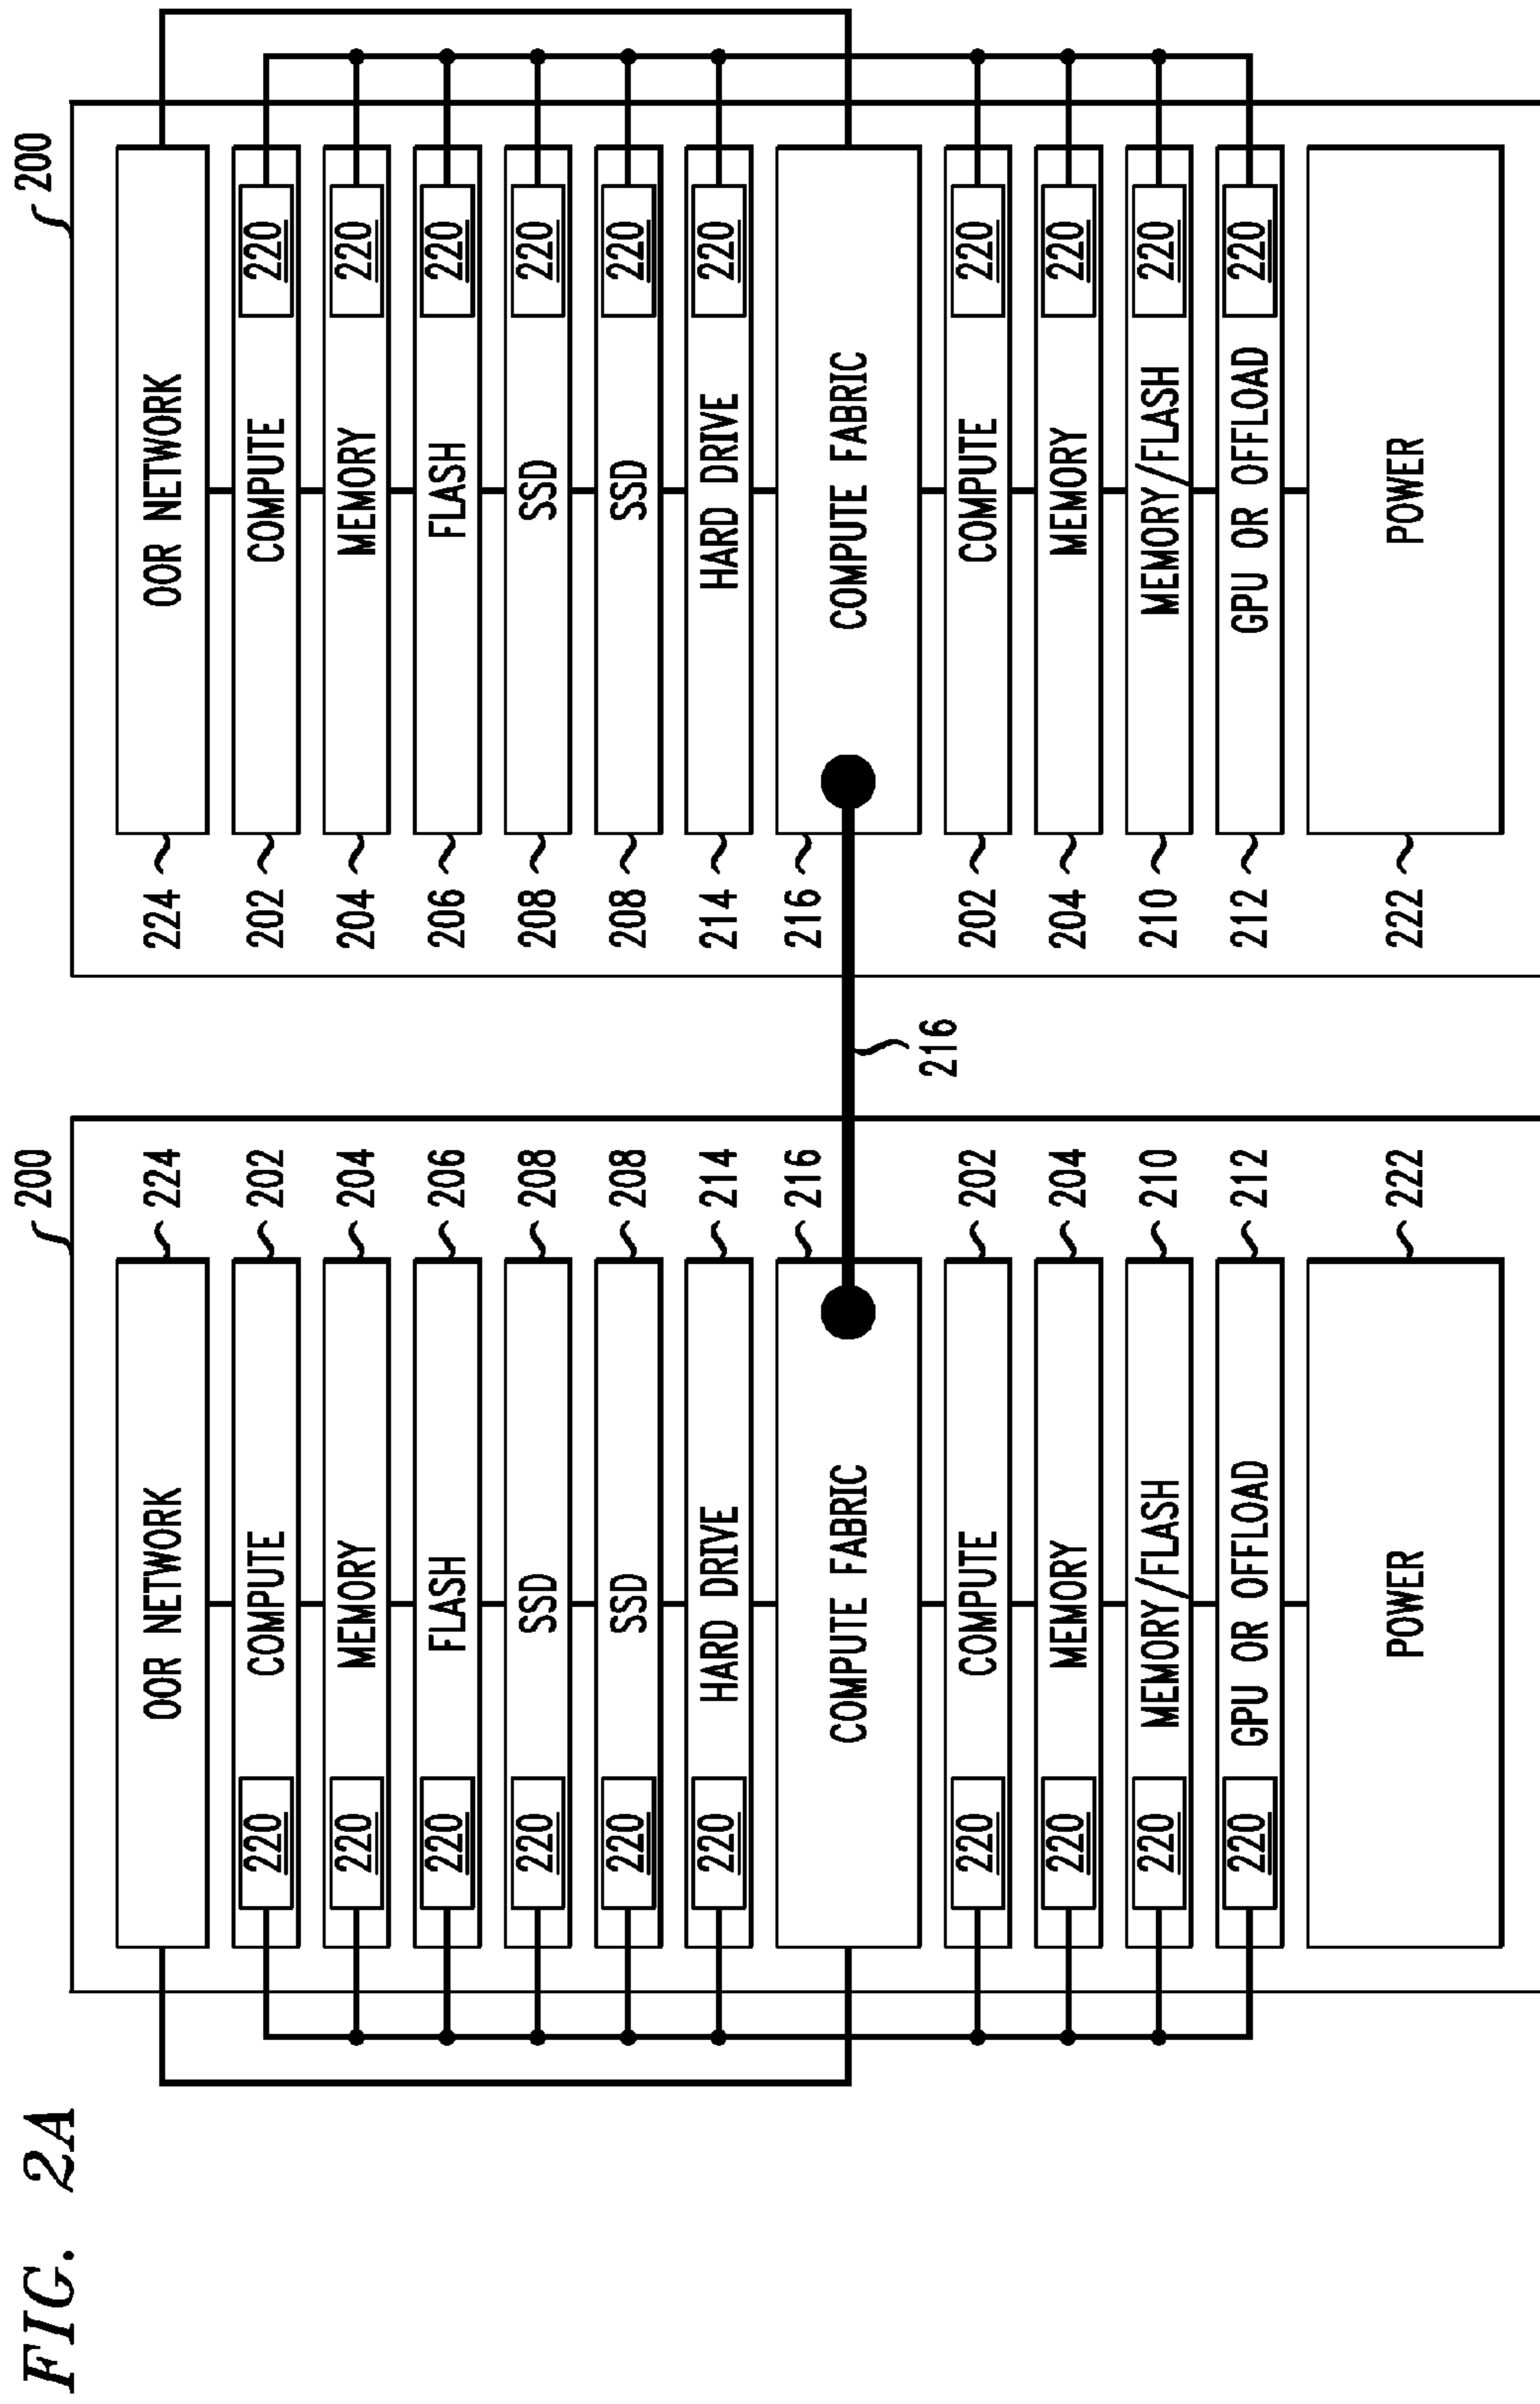 FIG. 2A
200
OOR NETWORK 224
220 COMPUTE 202
220 MEMORY 204
220 FLASH 206
220 SSD 208
220 SSD 208
220 HARD DRIVE 214
216
COMPUTE FABRIC
220 COMPUTE 202
220 MEMORY 204
220 MEMORY/FLASH 210
220 GPU OR OFFLOAD 212
POWER 222
216
200
224 OOR NETWORK
202 COMPUTE 220
204 MEMORY 220
206 FLASH 220
208 SSD 220
208 SSD 220
214 HARD DRIVE 220
216
COMPUTE FABRIC
202 COMPUTE 220
204 MEMORY 220
210 MEMORY/FLASH 220
212 GPU OR OFFLOAD 220
222 POWER